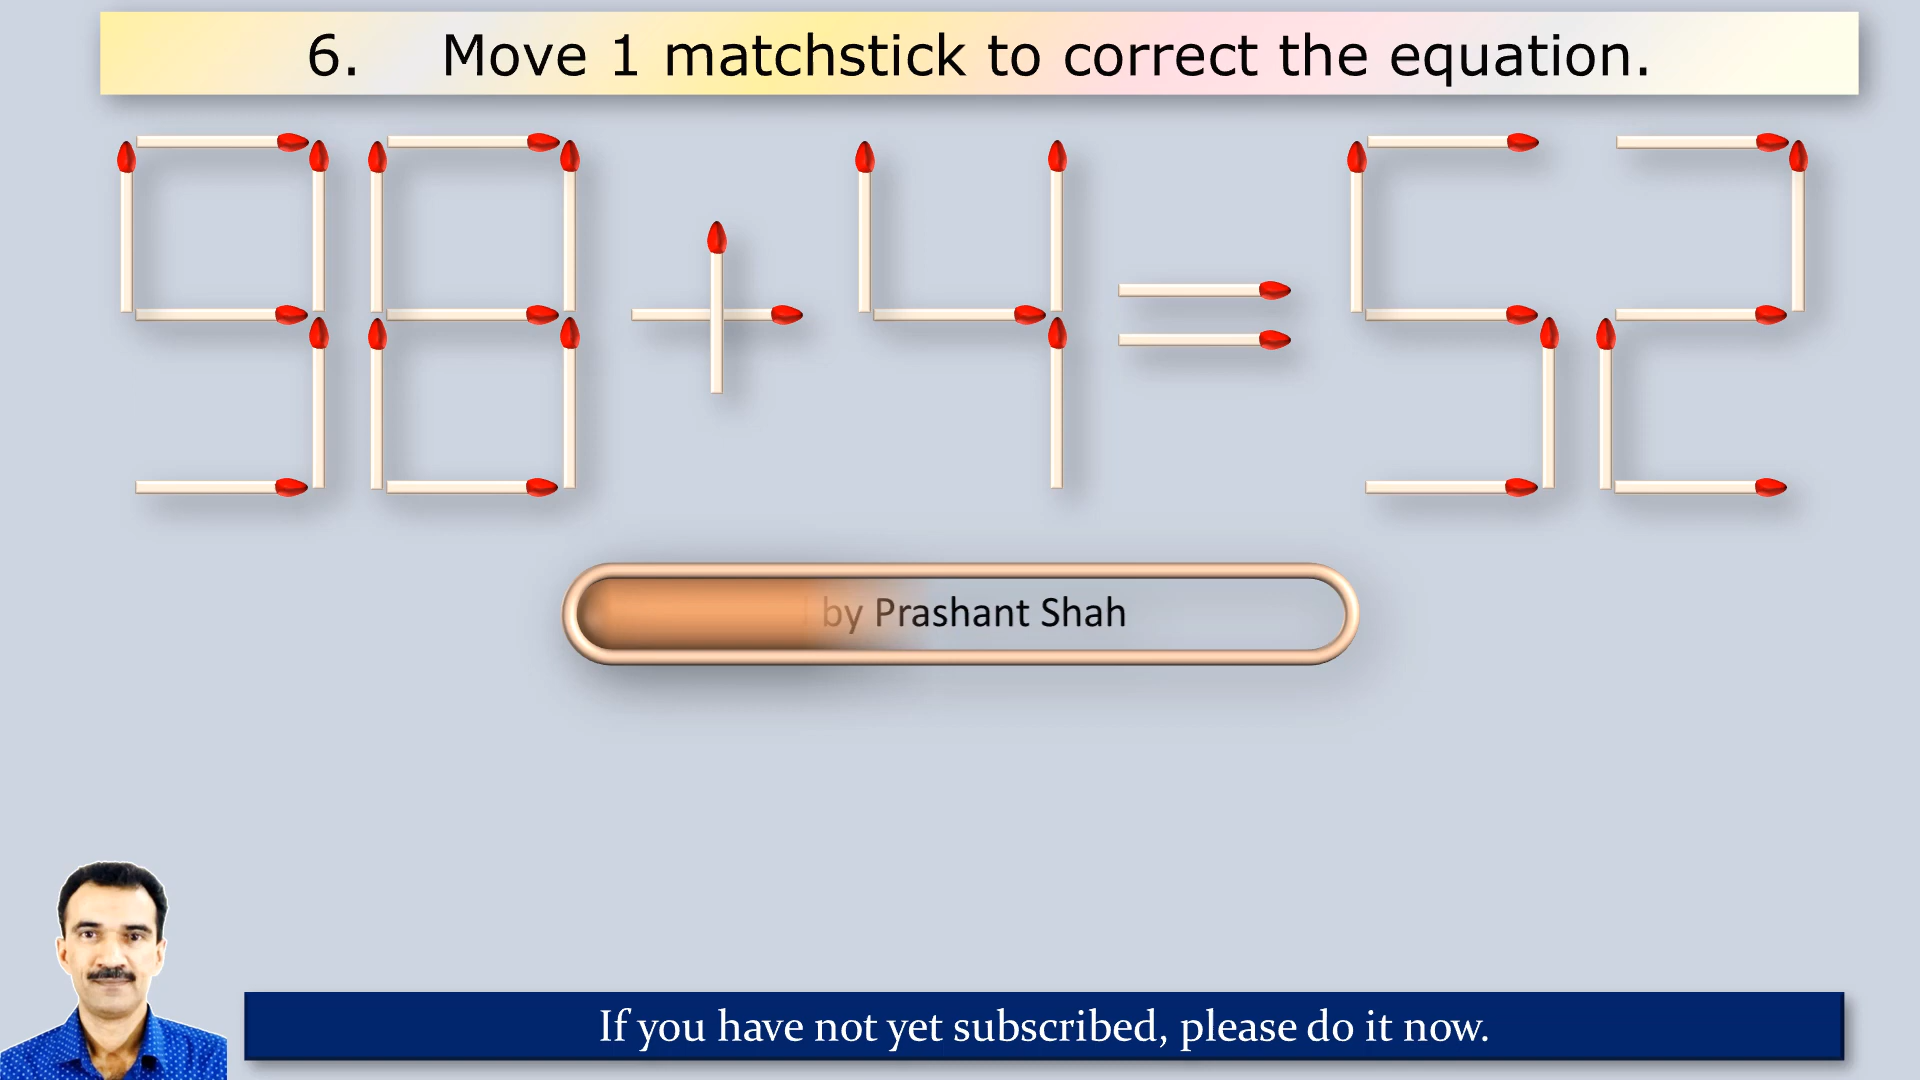 6. Move 1 matchstick to correct the equation.
98+4=52
by Prashant Shah
If you have not yet subscribed, please do it now.